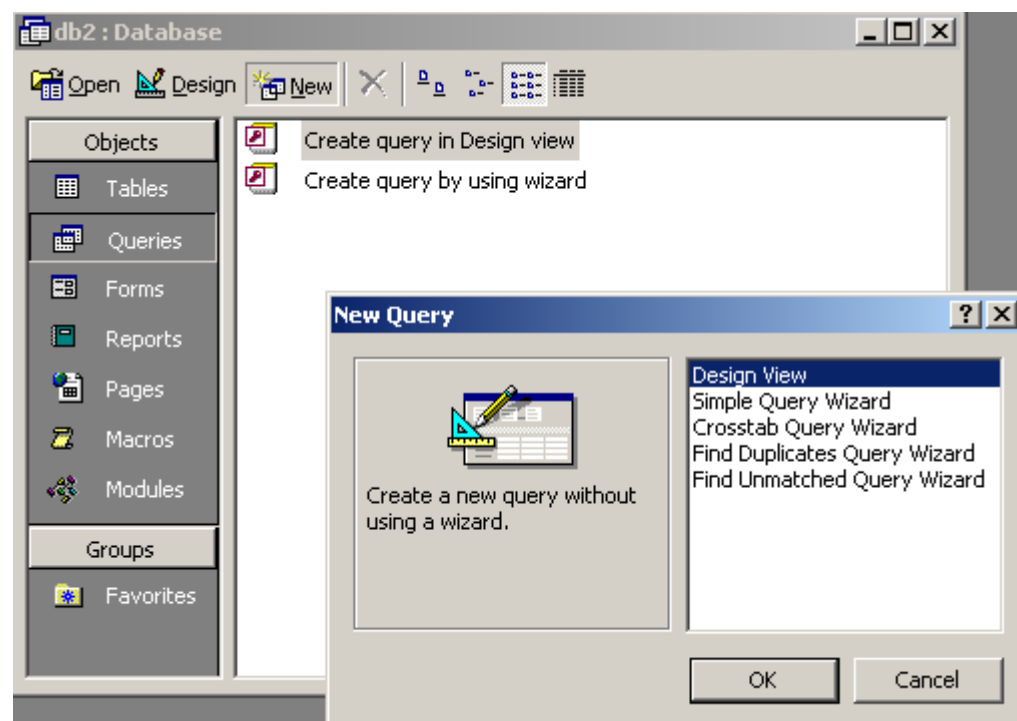 db2 : Database
Open Design New
Objects
Tables
Queries
Forms
Reports
Pages
Macros
Modules
Groups
Favorites
Create query in Design view
Create query by using wizard
New Query
Create a new query without
using a wizard.
Design View
Simple Query Wizard
Crosstab Query Wizard
Find Duplicates Query Wizard
Find Unmatched Query Wizard
OK Cancel